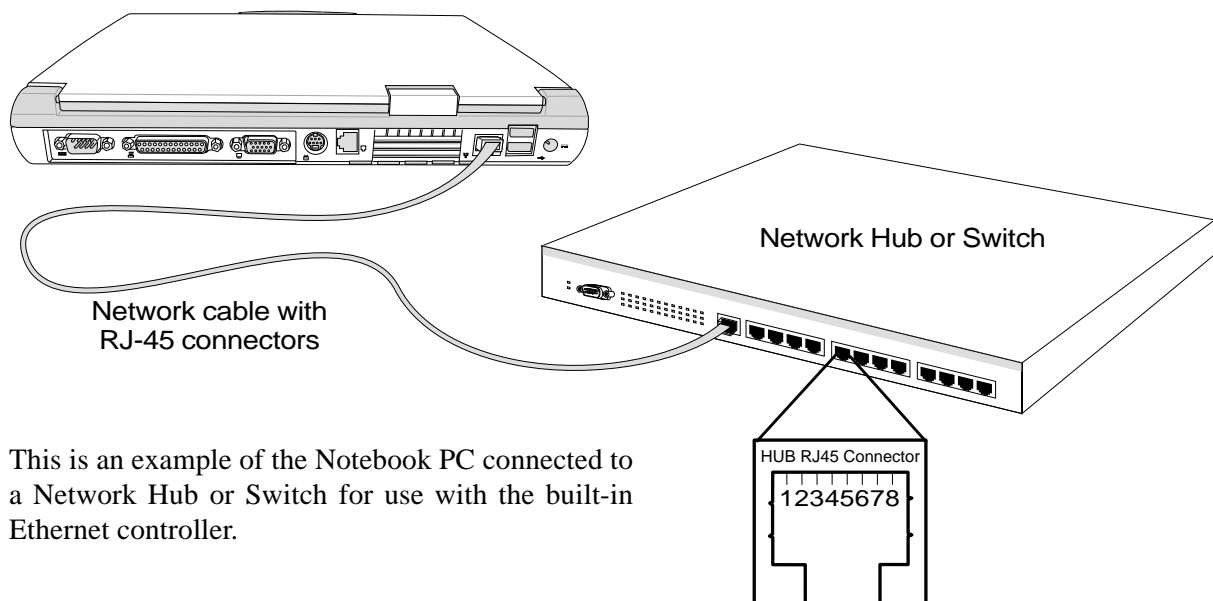 Network Hub or Switch
Network cable with
RJ-45 connectors
This is an example of the Notebook PC connected to
a Network Hub or Switch for use with the built-in
Ethernet controller.
HUB RJ45 Connector
12345678